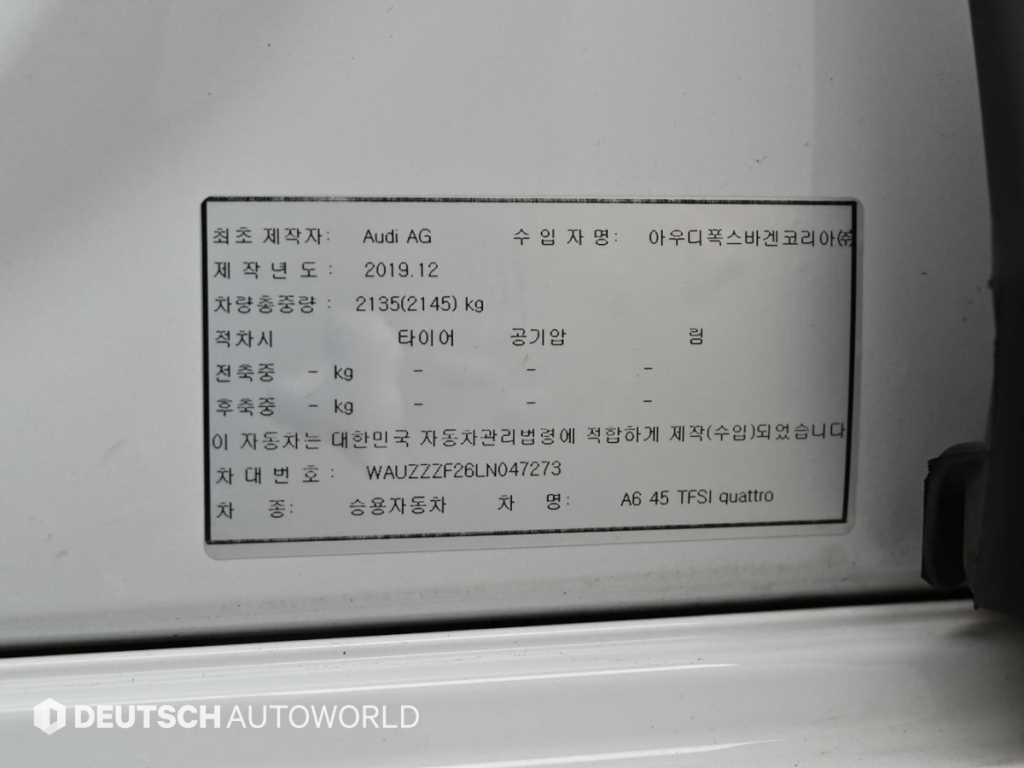 최초 제작자: Audi AG 수 입 자 명: 아우디폭스바겐코리아㈜
제 작 년 도 : 2019.12
차량총중량 : 2135(2145) kg
적차시 타이어 공기압 림
전축중 - kg - - -
후축중 - kg - - -
이 자동차는 대한민국 자동차관리법령에 적합하게 제작(수입)되었습니다
차 대 번 호 : WAUZZZF26LN047273
차 종: 승용자동차 차 명: A6 45 TFSI quattro
DEUTSCH AUTOWORLD